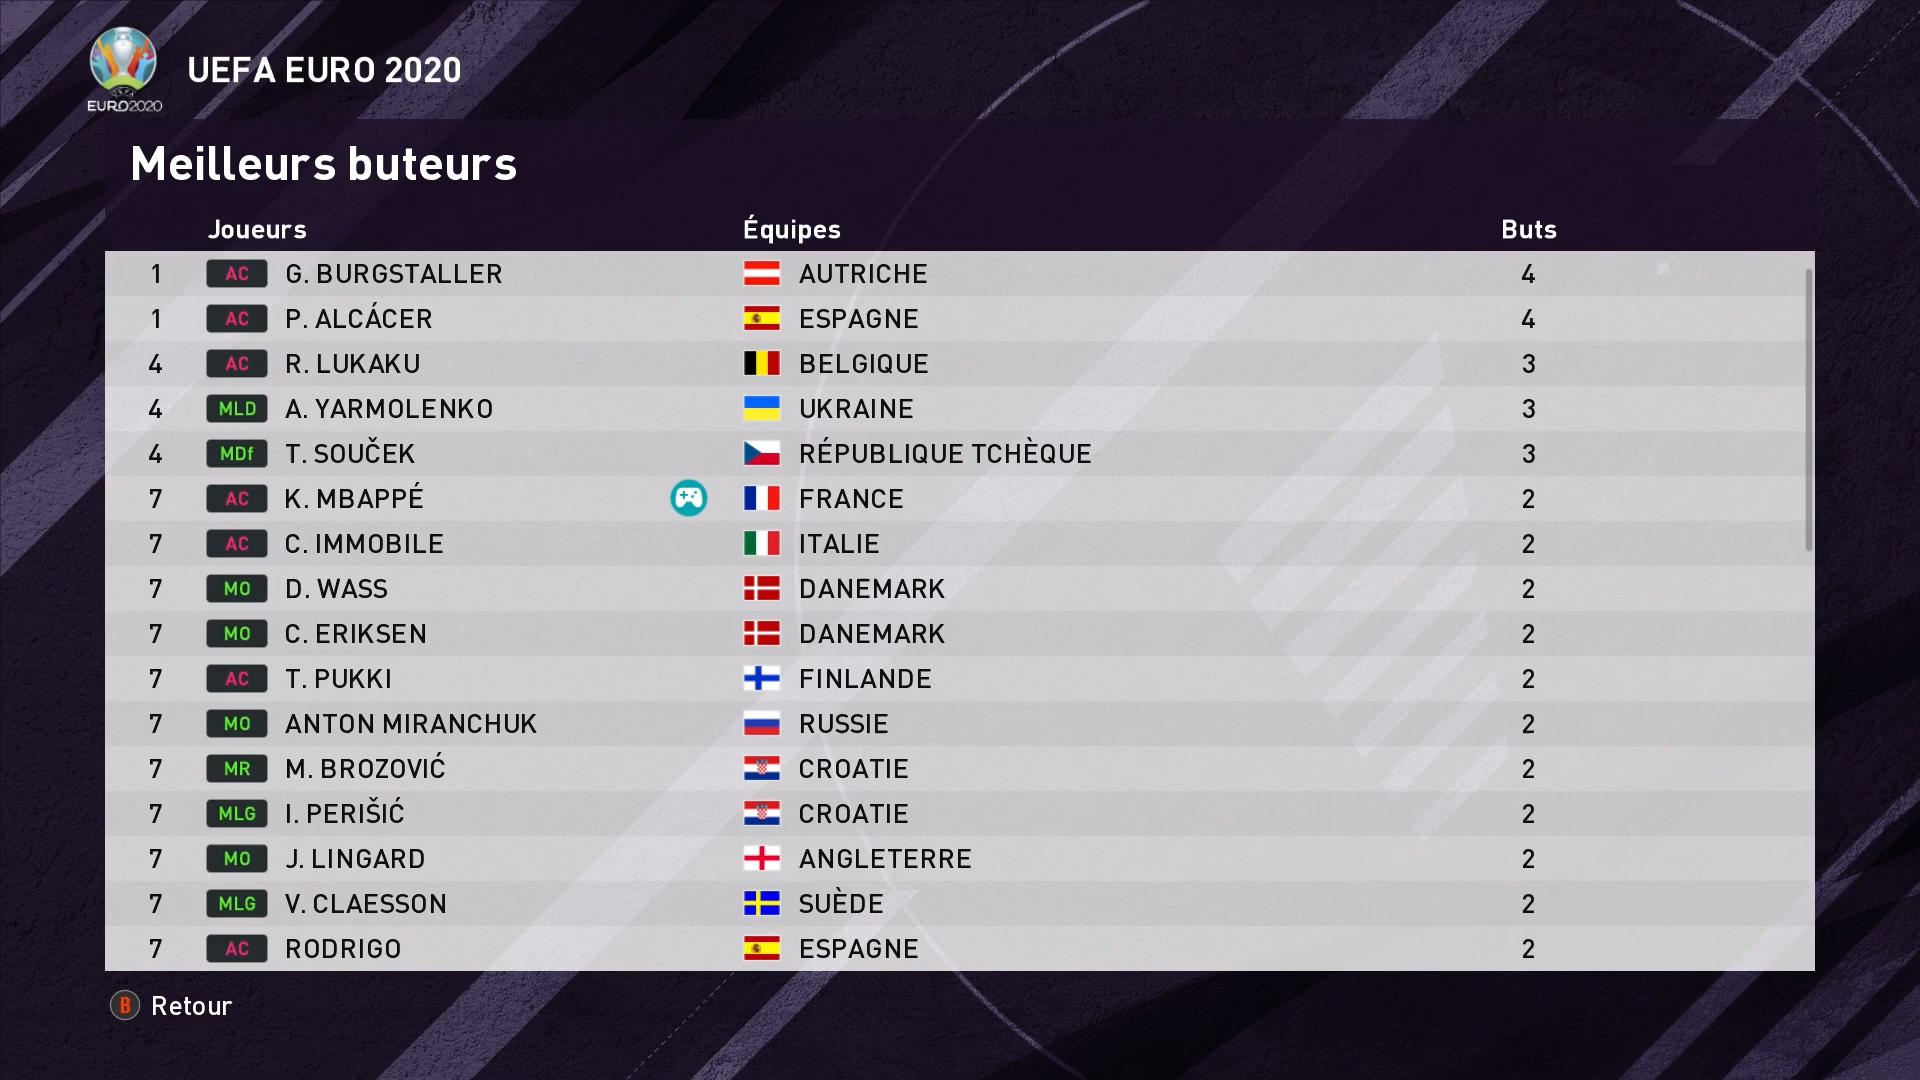 UEFA EURO 2020
EURO2020
Meilleurs buteurs
Joueurs Équipes Buts
1 AC G. BURGSTALLER AUTRICHE 4
1 AC P. ALCÁCER ESPAGNE 4
4 AC R. LUKAKU BELGIQUE 3
4 MLD A. YARMOLENKO UKRAINE 3
4 MDf T. SOUČEK RÉPUBLIQUE TCHÈQUE 3
7 AC K. MBAPPÉ FRANCE 2
7 AC C. IMMOBILE ITALIE 2
7 MO D. WASS DANEMARK 2
7 MO C. ERIKSEN DANEMARK 2
7 AC T. PUKKI FINLANDE 2
7 MO ANTON MIRANCHUK RUSSIE 2
7 MR M. BROZOVIĆ CROATIE 2
7 MLG I. PERIŠIĆ CROATIE 2
7 MO J. LINGARD ANGLETERRE 2
7 MLG V. CLAESSON SUÈDE 2
7 AC RODRIGO ESPAGNE 2
B Retour